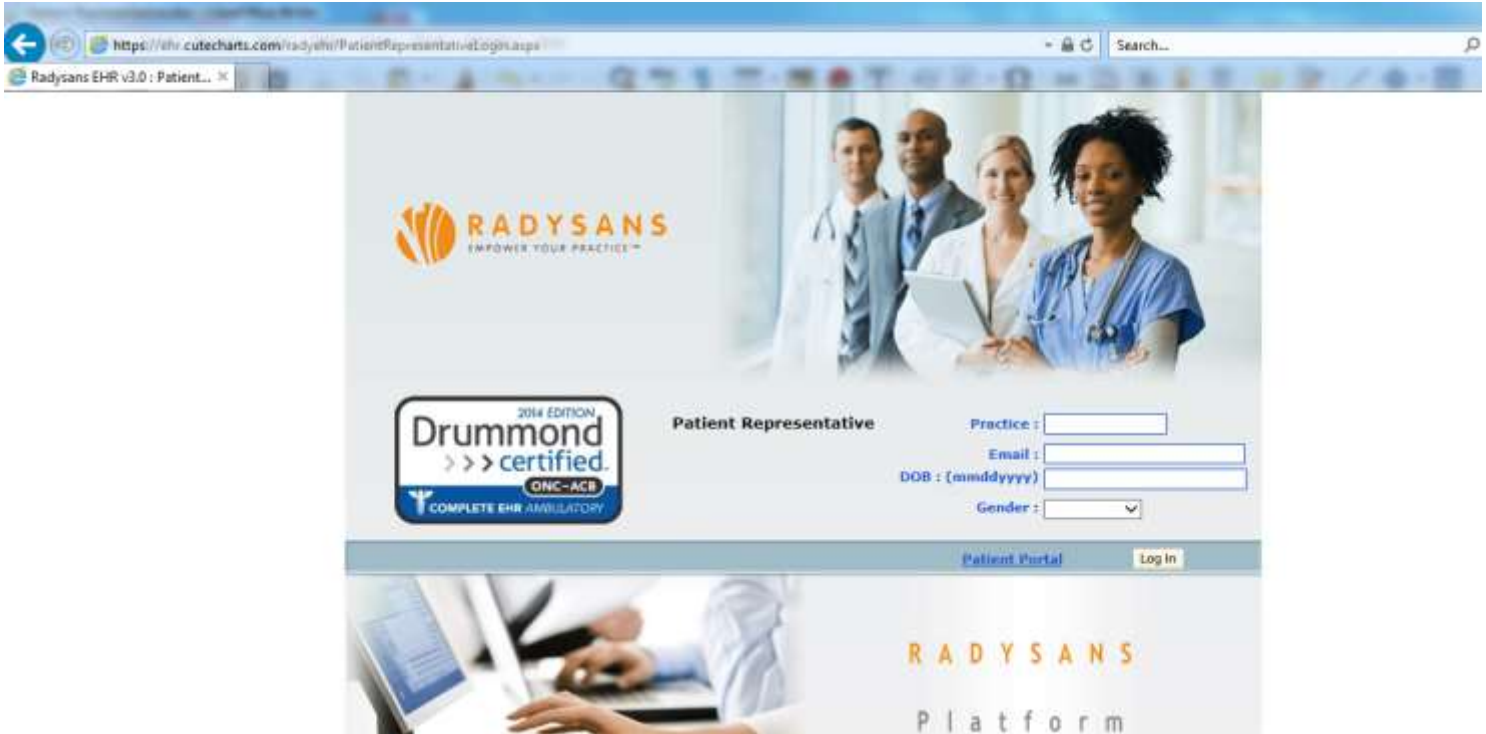 https://ehr.cutecharts.com/radyehr/PatientRepresentativeLogin.aspx
Search...
Radysans EHR v3.0 : Patient...
RADYSANS
EMPOWER YOUR PRACTICE™
2014 EDITION
Drummond
>>> certified.
ONC-ACB
COMPLETE EHR AMBULATORY
Patient Representative
Practice :
Email :
DOB : (mmddyyyy)
Gender :
Patient Portal
Log In
RADYSANS
Platform